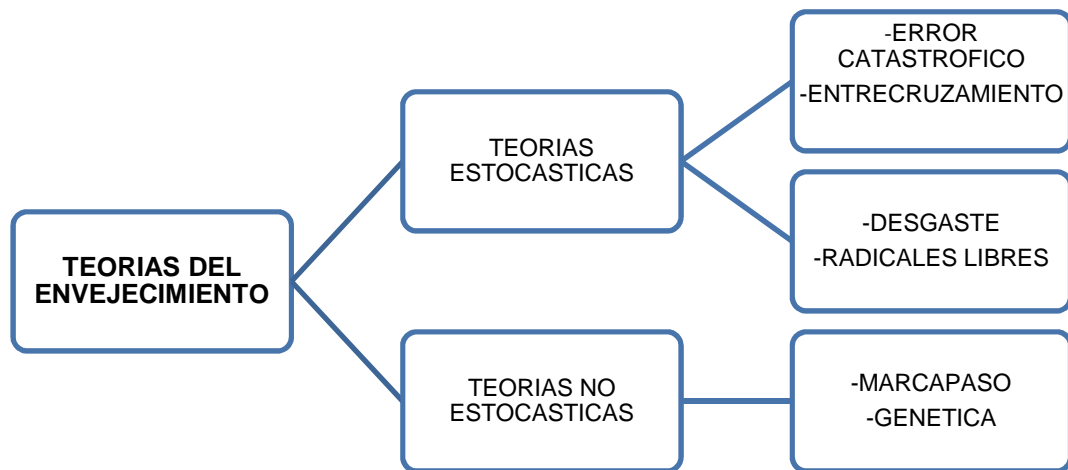 TEORIAS DEL
ENVEJECIMIENTO
TEORIAS
ESTOCASTICAS
-ERROR
CATASTROFICO
-ENTRECRUZAMIENTO
-DESGASTE
-RADICALES LIBRES
TEORIAS NO
ESTOCASTICAS
-MARCAPASO
-GENETICA